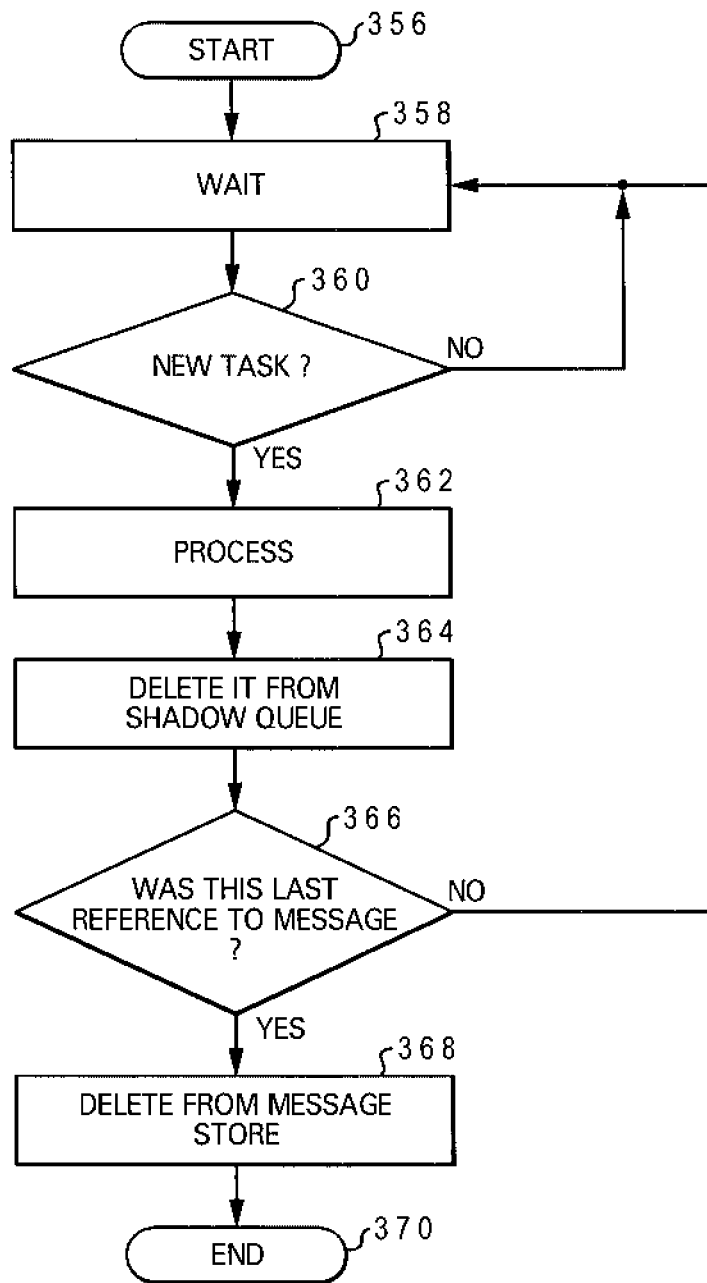 START
356
358
WAIT
360
NEW TASK ?
NO
YES
362
PROCESS
364
DELETE IT FROM
SHADOW QUEUE
366
WAS THIS LAST
REFERENCE TO MESSAGE
?
NO
YES
368
DELETE FROM MESSAGE
STORE
370
END